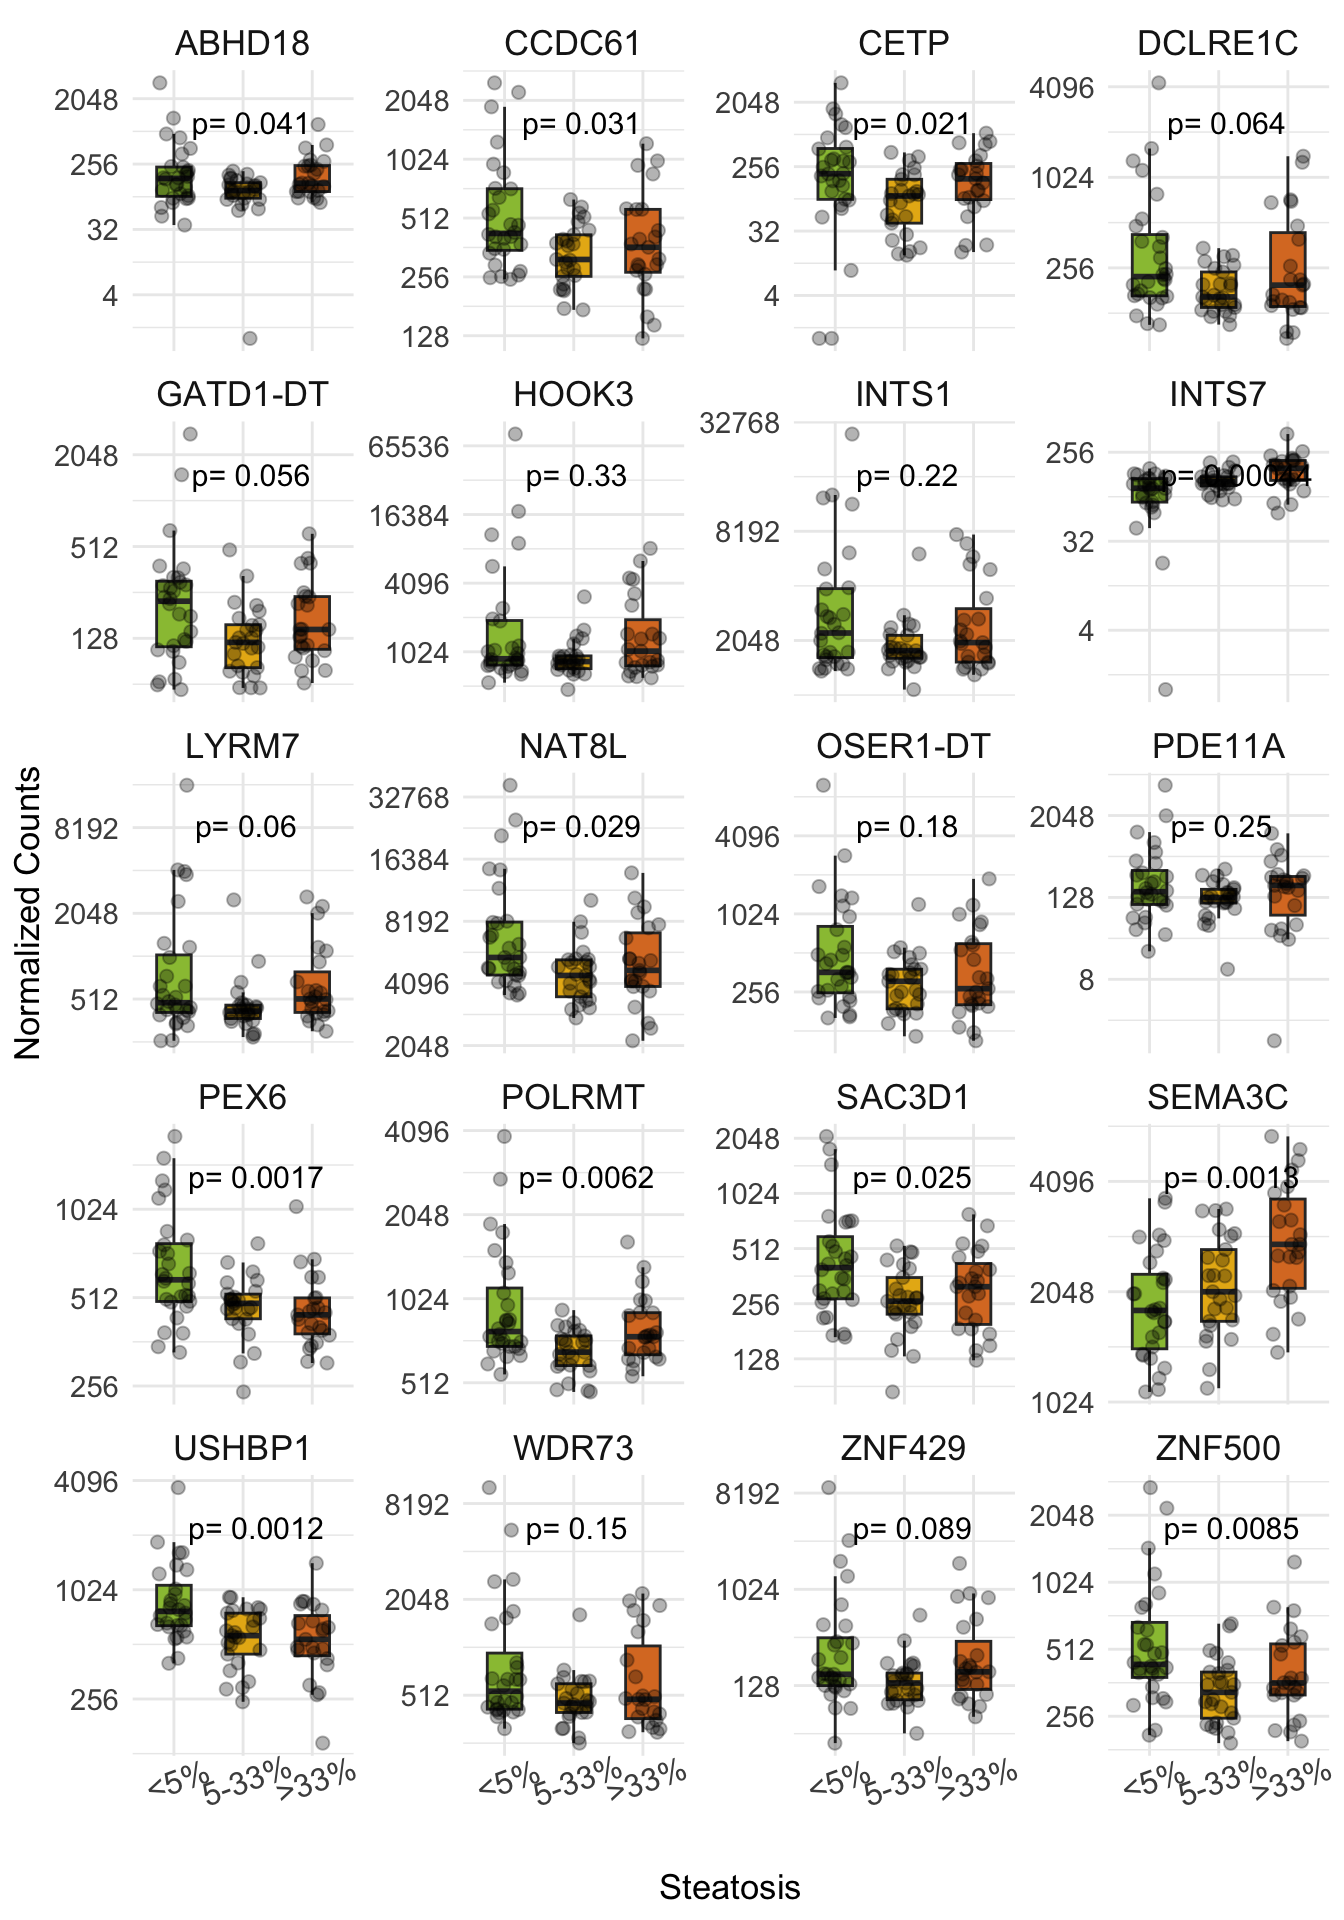 ABHD18 CCDC61 CETP DCLRE1C
2048 256 32 4 p= 0.041
2048 1024 512 256 128 p= 0.031
2048 256 32 4 p= 0.021
4096 1024 256 p= 0.064
GATD1-DT HOOK3 INTS1 INTS7
2048 512 128 p= 0.056
65536 16384 4096 1024 p= 0.33
32768 8192 2048 p= 0.22
256 32 4 p= 0.00044
LYRM7 NAT8L OSER1-DT PDE11A
8192 2048 512 p= 0.06
32768 16384 8192 4096 2048 p= 0.029
4096 1024 256 p= 0.18
2048 128 8 p= 0.25
Normalized Counts
PEX6 POLRMT SAC3D1 SEMA3C
1024 512 256 p= 0.0017
4096 2048 1024 512 p= 0.0062
2048 1024 512 256 128 p= 0.025
4096 2048 1024 p= 0.0013
USHBP1 WDR73 ZNF429 ZNF500
4096 1024 256 p= 0.0012
8192 2048 512 p= 0.15
8192 1024 128 p= 0.089
2048 1024 512 256 p= 0.0085
<5% 5-33% >33% <5% 5-33% >33% <5% 5-33% >33% <5% 5-33% >33%
Steatosis